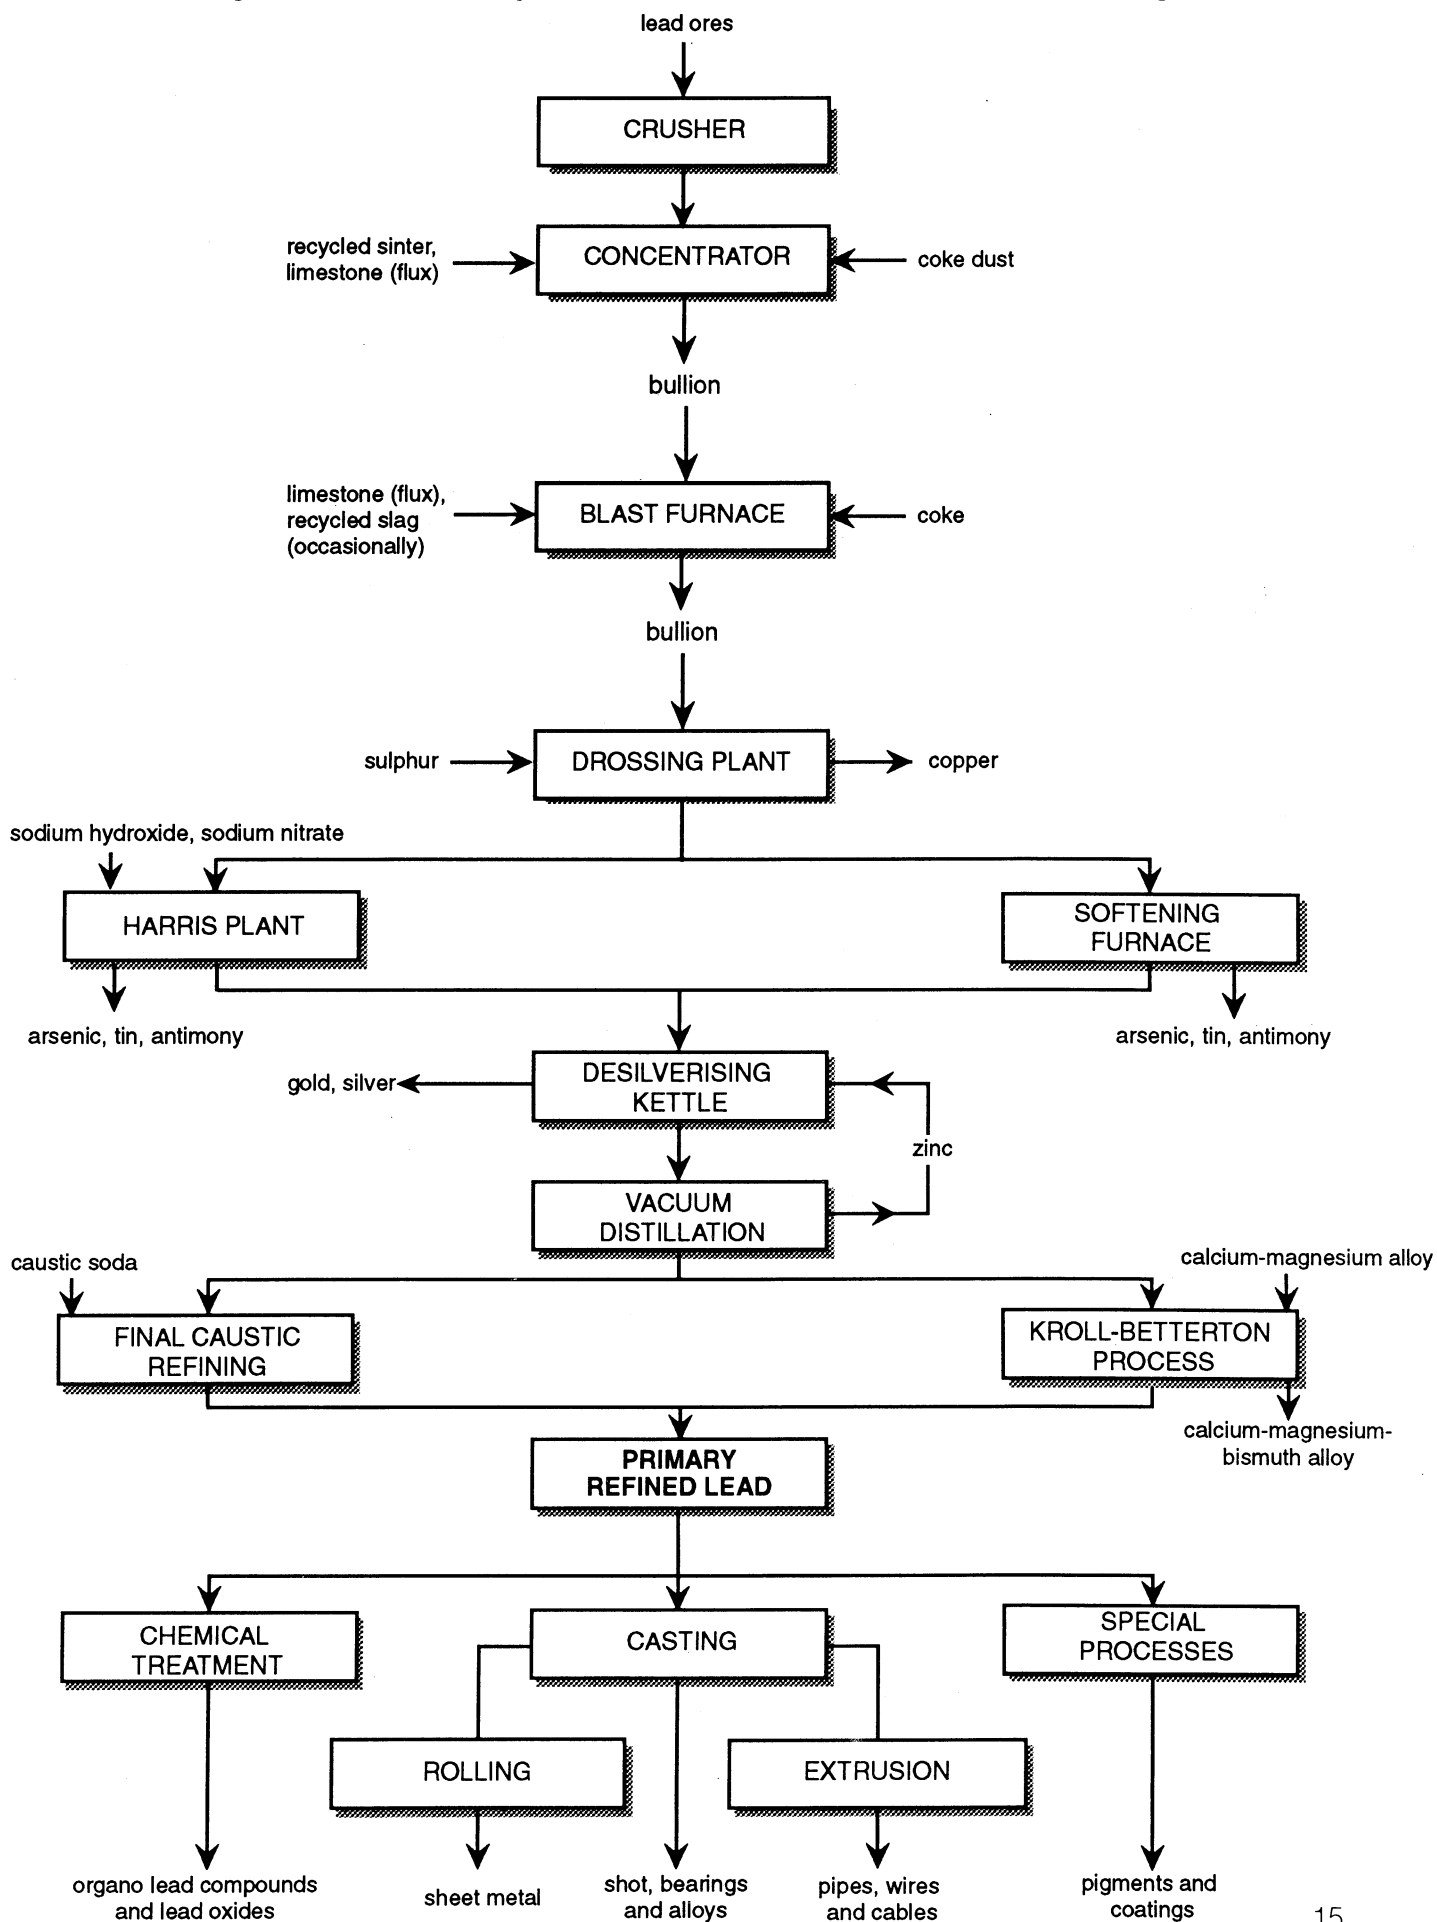 lead ores
CRUSHER
recycled sinter,
limestone (flux)
CONCENTRATOR
coke dust
bullion
limestone (flux),
recycled slag
(occasionally)
BLAST FURNACE
coke
bullion
sulphur
DROSSING PLANT
copper
sodium hydroxide, sodium nitrate
HARRIS PLANT
SOFTENING
FURNACE
arsenic, tin, antimony
arsenic, tin, antimony
gold, silver
DESILVERISING
KETTLE
zinc
VACUUM
DISTILLATION
caustic soda
calcium-magnesium alloy
FINAL CAUSTIC
REFINING
KROLL-BETTERTON
PROCESS
calcium-magnesium-
bismuth alloy
PRIMARY
REFINED LEAD
CHEMICAL
TREATMENT
CASTING
SPECIAL
PROCESSES
ROLLING
EXTRUSION
organo lead compounds
and lead oxides
sheet metal
shot, bearings
and alloys
pipes, wires
and cables
pigments and
coatings
15